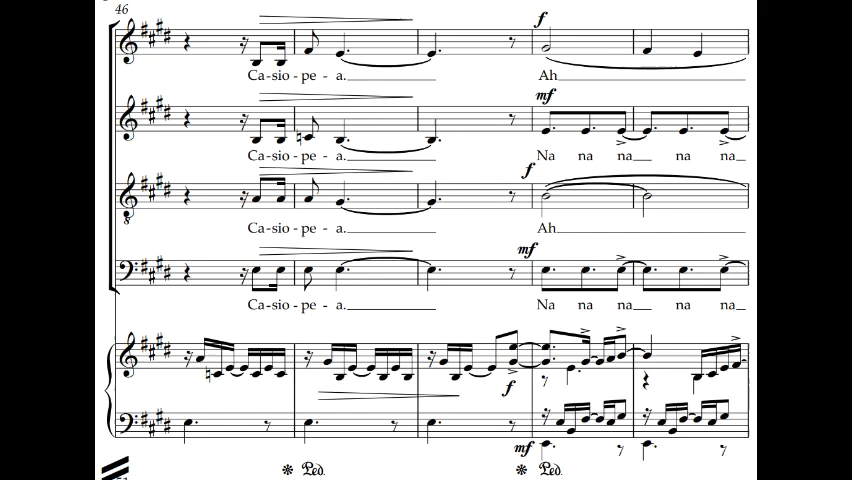 46
f
Ca-sio-pe - a. Ah
mf
Ca-sio-pe - a. Na na na na na
f
Ca-sio-pe - a. Ah
mf
Ca-sio-pe - a. Na na na na na
f
mf
Ped. Ped.